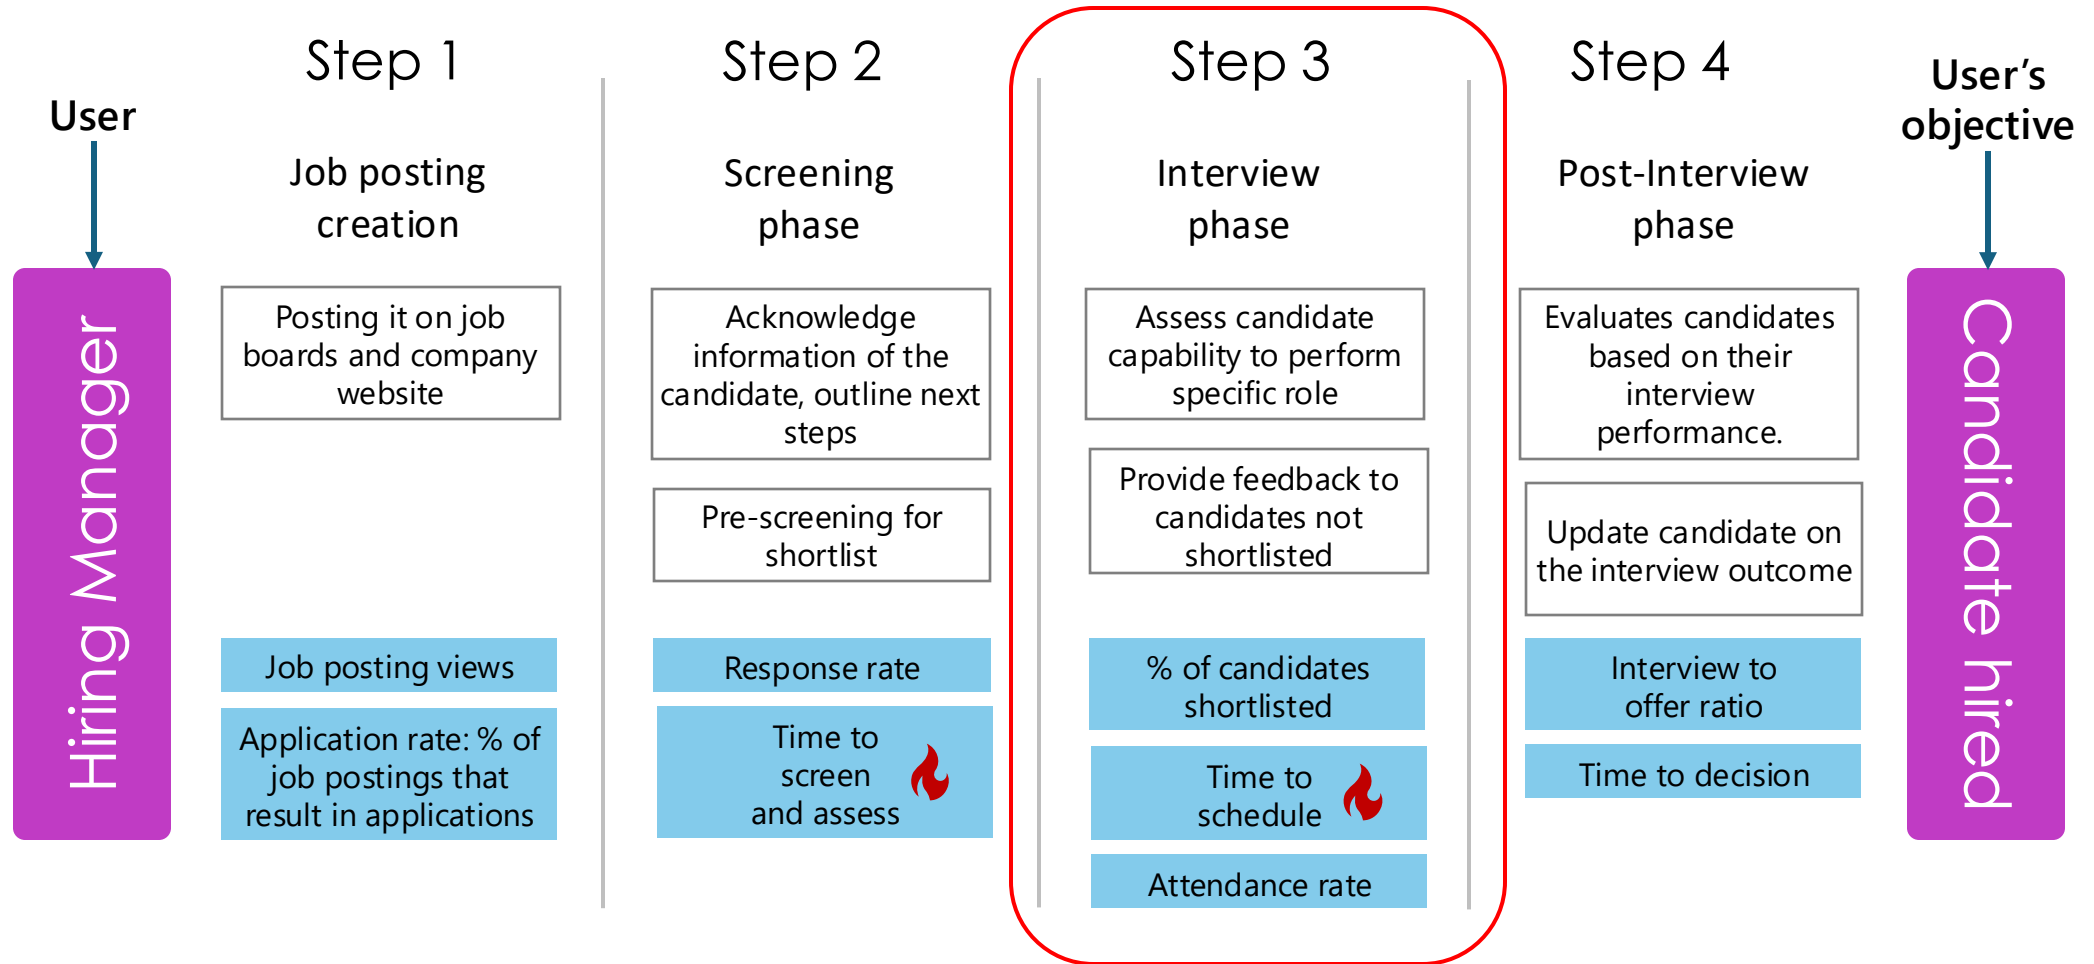 User
Hiring Manager
Step 1
Job posting
creation
Posting it on job
boards and company
website
Job posting views
Application rate: % of
job postings that
result in applications
Step 2
Screening
phase
Acknowledge
information of the
candidate, outline next
steps
Pre-screening for
shortlist
Response rate
Time to
screen
and assess
Step 3
Interview
phase
Assess candidate
capability to perform
specific role
Provide feedback to
candidates not
shortlisted
% of candidates
shortlisted
Time to
schedule
Attendance rate
Step 4
Post-Interview
phase
Evaluates candidates
based on their
interview
performance.
Update candidate on
the interview outcome
Interview to
offer ratio
Time to decision
User's
objective
Candidate hired